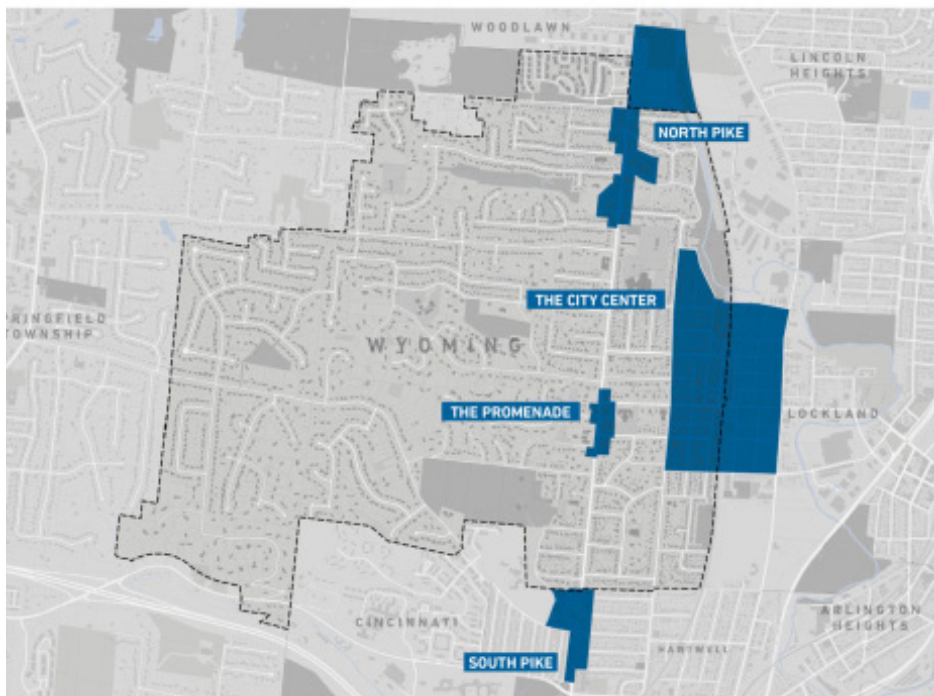 WOODLAWN
LINCOLN
HEIGHTS
NORTH PIKE
THE CITY CENTER
SPRINGFIELD
TOWNSHIP
WYOMING
THE PROMENADE
LOCKLAND
CINCINNATI
ARLINGTON
HEIGHTS
HARTWELL
SOUTH PIKE